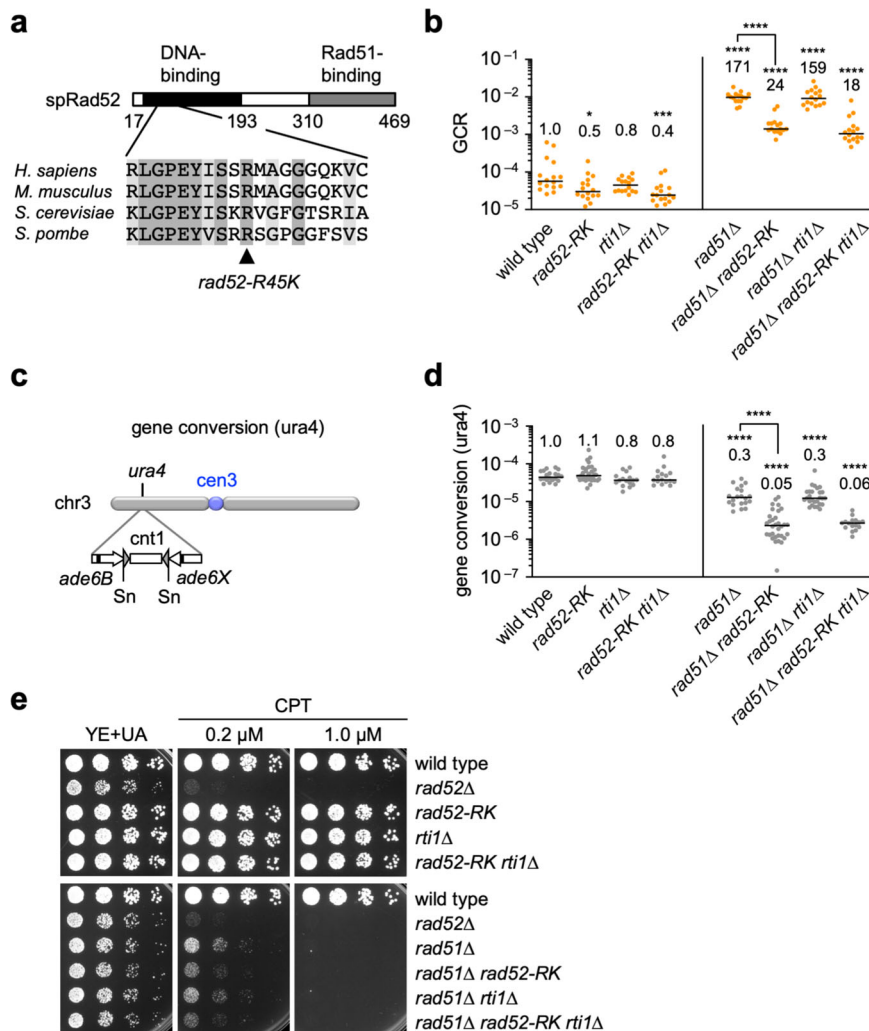 a
DNA-
binding
Rad51-
binding
spRad52
17 193 310 469
H. sapiens RLGPEYISSRMAGGGQKVC
M. musculus RLGPEYISSRMAGGGQKVC
S. cerevisiae KLGPEYISKRVGFGTSRIA
S. pombe KLGPEYVSRRSGPGGFSVS
rad52-R45K
b
GCR
10⁻¹
10⁻²
10⁻³
10⁻⁴
10⁻⁵
1.0
*
0.5
0.8
***
0.4
****
****
171
****
24
****
159
****
18
wild type
rad52-RK
rti1Δ
rad52-RK rti1Δ
rad51Δ
rad51Δ rad52-RK
rad51Δ rti1Δ
rad51Δ rad52-RK rti1Δ
c
gene conversion (ura4)
ura4
cen3
chr3
cnt1
ade6B ade6X
Sn Sn
d
gene conversion (ura4)
10⁻³
10⁻⁴
10⁻⁵
10⁻⁶
10⁻⁷
1.0 1.1 0.8 0.8
****
****
0.3
****
0.05
****
0.3
****
0.06
wild type
rad52-RK
rti1Δ
rad52-RK rti1Δ
rad51Δ
rad51Δ rad52-RK
rad51Δ rti1Δ
rad51Δ rad52-RK rti1Δ
e
CPT
YE+UA 0.2 µM 1.0 µM
wild type
rad52Δ
rad52-RK
rti1Δ
rad52-RK rti1Δ
wild type
rad52Δ
rad51Δ
rad51Δ rad52-RK
rad51Δ rti1Δ
rad51Δ rad52-RK rti1Δ